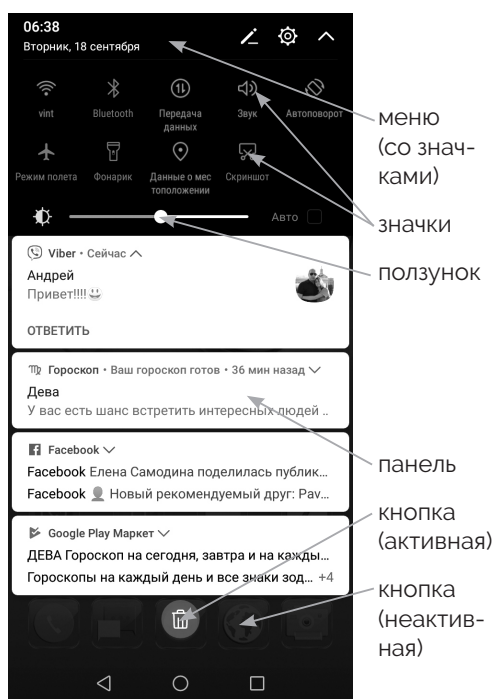 06:38
Вторник, 18 сентября
vint
Bluetooth
Передача
данных
Звук
Автоповорот
Режим полета
Фонарик
Данные о мес
тоположении
Скриншот
Авто
Viber • Сейчас
Андрей
Привет!!!!😃
ОТВЕТИТЬ
Гороскоп • Ваш гороскоп готов • 36 мин назад
Дева
У вас есть шанс встретить интересных людей ..
Facebook
Facebook Елена Самодина поделилась публик...
Facebook 👤 Новый рекомендуемый друг: Pav...
Google Play Маркет
ДЕВА Гороскоп на сегодня, завтра и на кажды...
Гороскопы на каждый день и все знаки зод... +4
меню
(со знач-
ками)
значки
ползунок
панель
кнопка
(активная)
кнопка
(неактив-
ная)